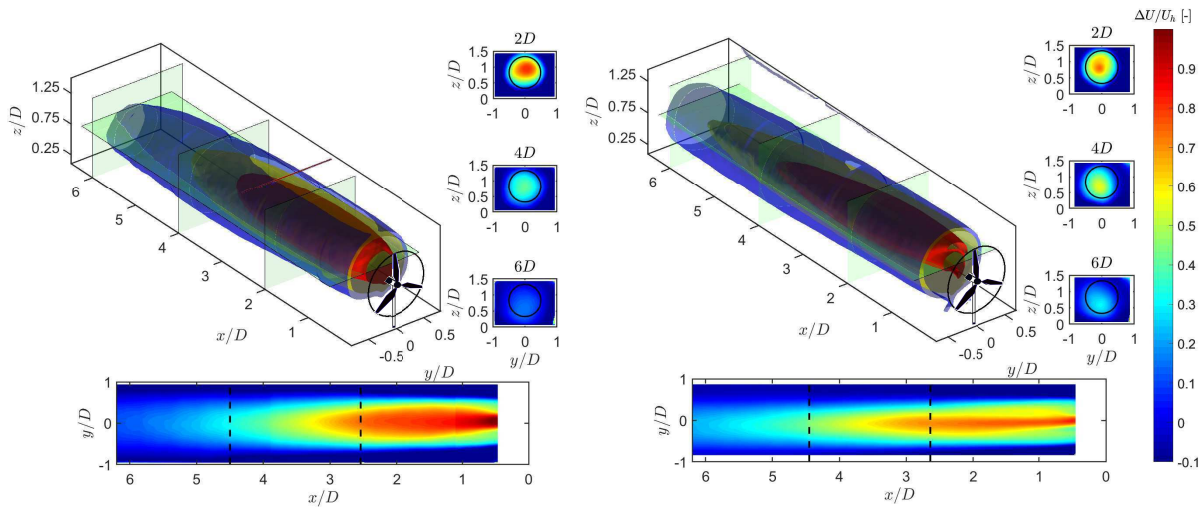 ΔU/U_h [-]
2D
1.5
1
0.5
0
z/D
-1 0 1
4D
1.5
1
0.5
0
z/D
-1 0 1
6D
1.5
1
0.5
0
z/D
-1 0 1
y/D
1.25
0.75
0.25
z/D
6
5
4
3
2
1
x/D
-0.5
0
0.5
y/D
1
0
-1
y/D
6 5 4 3 2 1 0
x/D
2D
1.5
1
0.5
0
z/D
-1 0 1
4D
1.5
1
0.5
0
z/D
-1 0 1
6D
1.5
1
0.5
0
z/D
-1 0 1
y/D
1.25
0.75
0.25
z/D
6
5
4
3
2
1
x/D
-0.5
0
0.5
y/D
1
0
-1
y/D
6 5 4 3 2 1 0
x/D
0.9
0.8
0.7
0.6
0.5
0.4
0.3
0.2
0.1
0
-0.1